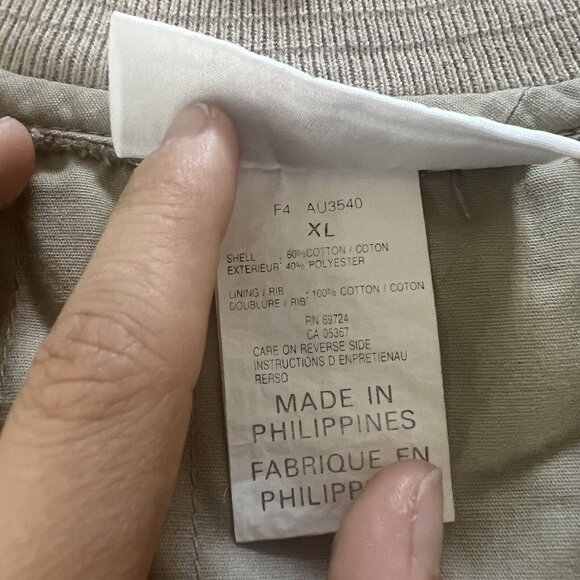 F4 AU3540
XL
SHELL : 60% COTTON / COTON
EXTERIEUR: 40% POLYESTER
LINING / RIB : 100% COTTON / COTON
DOUBLURE / RIB:
RN 69724
CA 05367
CARE ON REVERSE SIDE
INSTRUCTIONS D ENPRETIENAU
RERSO
MADE IN
PHILIPPINES
FABRIQUE EN
PHILIPP